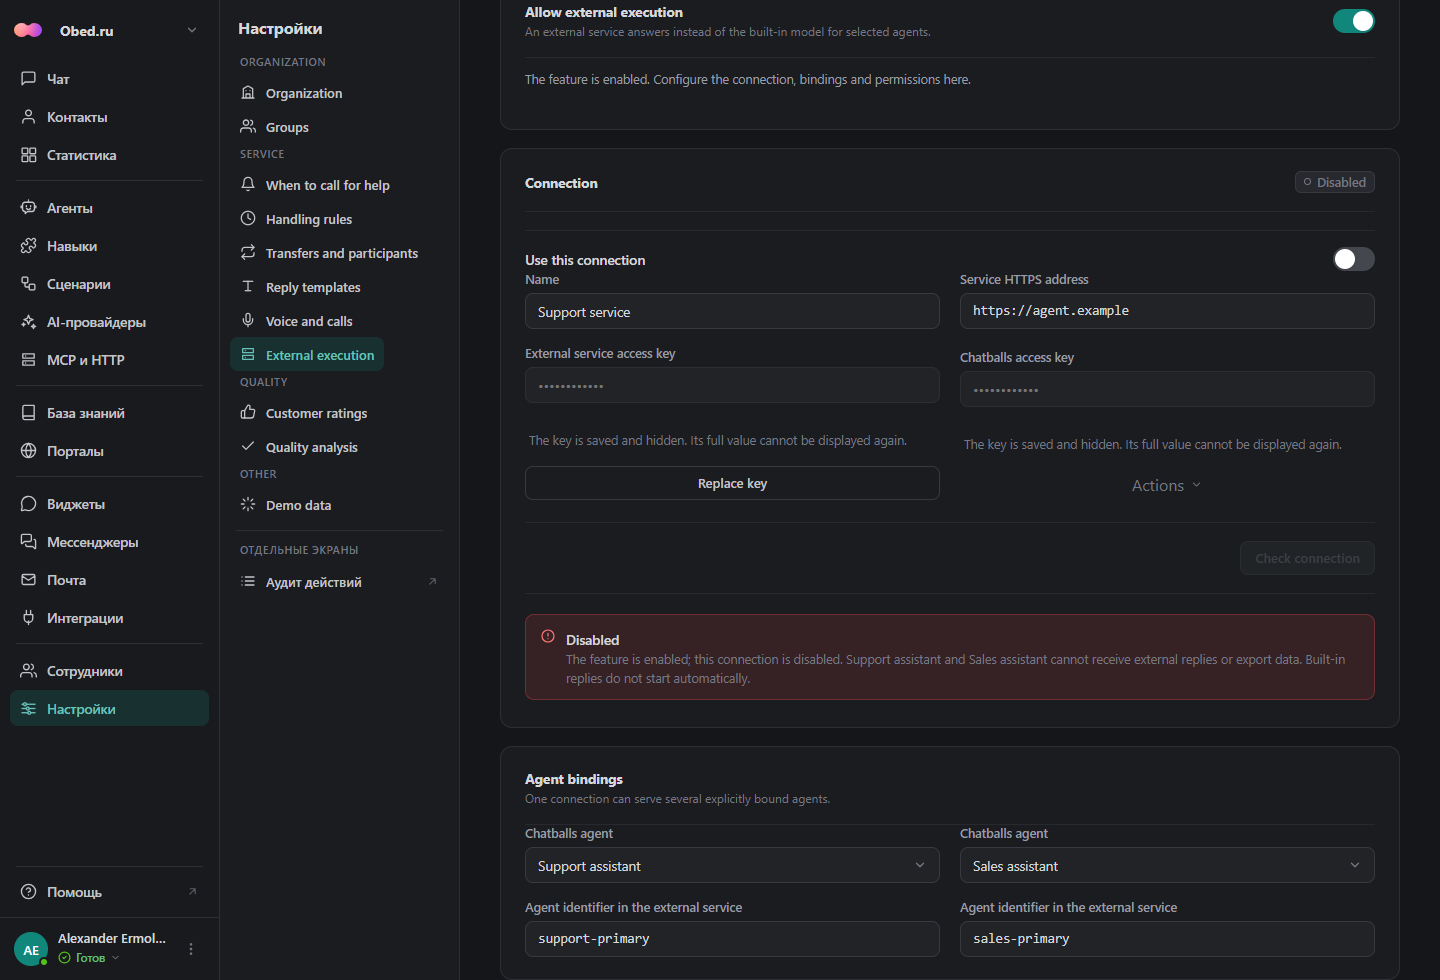 Obed.ru
Чат
Контакты
Статистика
Агенты
Навыки
Сценарии
AI-провайдеры
MCP и HTTP
База знаний
Порталы
Виджеты
Мессенджеры
Почта
Интеграции
Сотрудники
Настройки
Помощь
AE
Alexander Ermol...
Готов
Настройки
ORGANIZATION
Organization
Groups
SERVICE
When to call for help
Handling rules
Transfers and participants
Reply templates
Voice and calls
External execution
QUALITY
Customer ratings
Quality analysis
OTHER
Demo data
ОТДЕЛЬНЫЕ ЭКРАНЫ
Аудит действий
Allow external execution
An external service answers instead of the built-in model for selected agents.
The feature is enabled. Configure the connection, bindings and permissions here.
Connection
Disabled
Use this connection
Name
Support service
Service HTTPS address
https://agent.example
External service access key
••••••••••••
The key is saved and hidden. Its full value cannot be displayed again.
Replace key
Chatballs access key
••••••••••••
The key is saved and hidden. Its full value cannot be displayed again.
Actions
Check connection
Disabled
The feature is enabled; this connection is disabled. Support assistant and Sales assistant cannot receive external replies or export data. Built-in
replies do not start automatically.
Agent bindings
One connection can serve several explicitly bound agents.
Chatballs agent
Support assistant
Chatballs agent
Sales assistant
Agent identifier in the external service
support-primary
Agent identifier in the external service
sales-primary